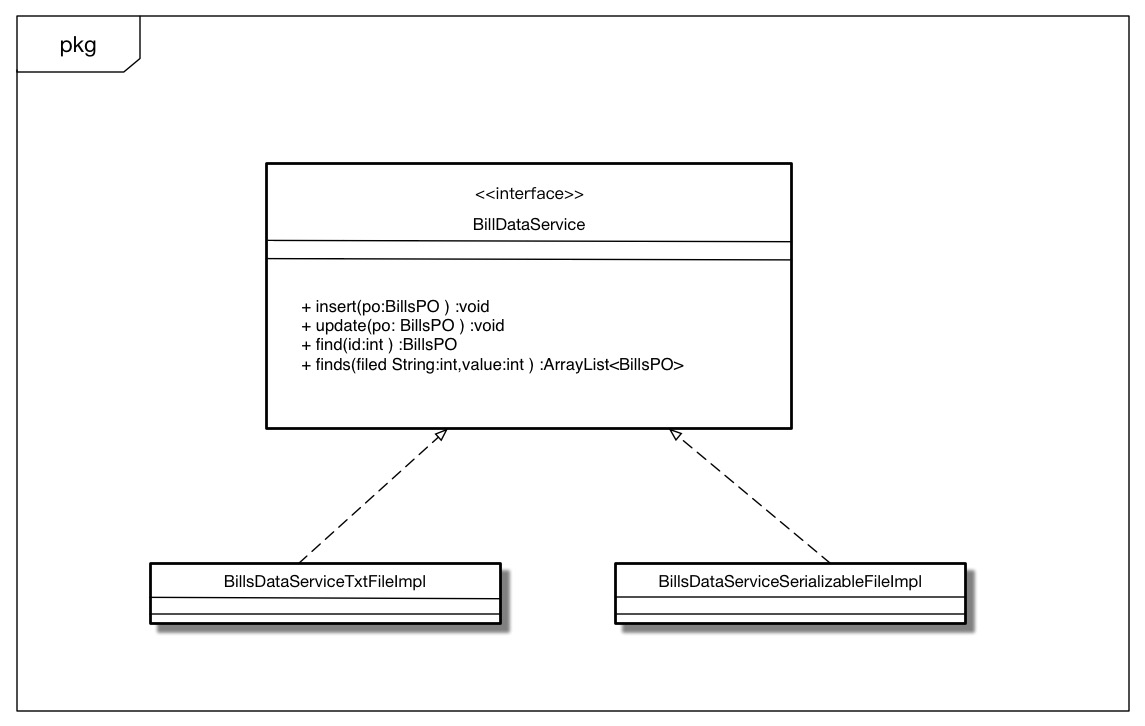 pkg
<<interface>>
BillDataService
+ insert(po:BillsPO ) :void
+ update(po: BillsPO ) :void
+ find(id:int ) :BillsPO
+ finds(filed String:int,value:int ) :ArrayList<BillsPO>
BillsDataServiceTxtFileImpl
BillsDataServiceSerializableFileImpl